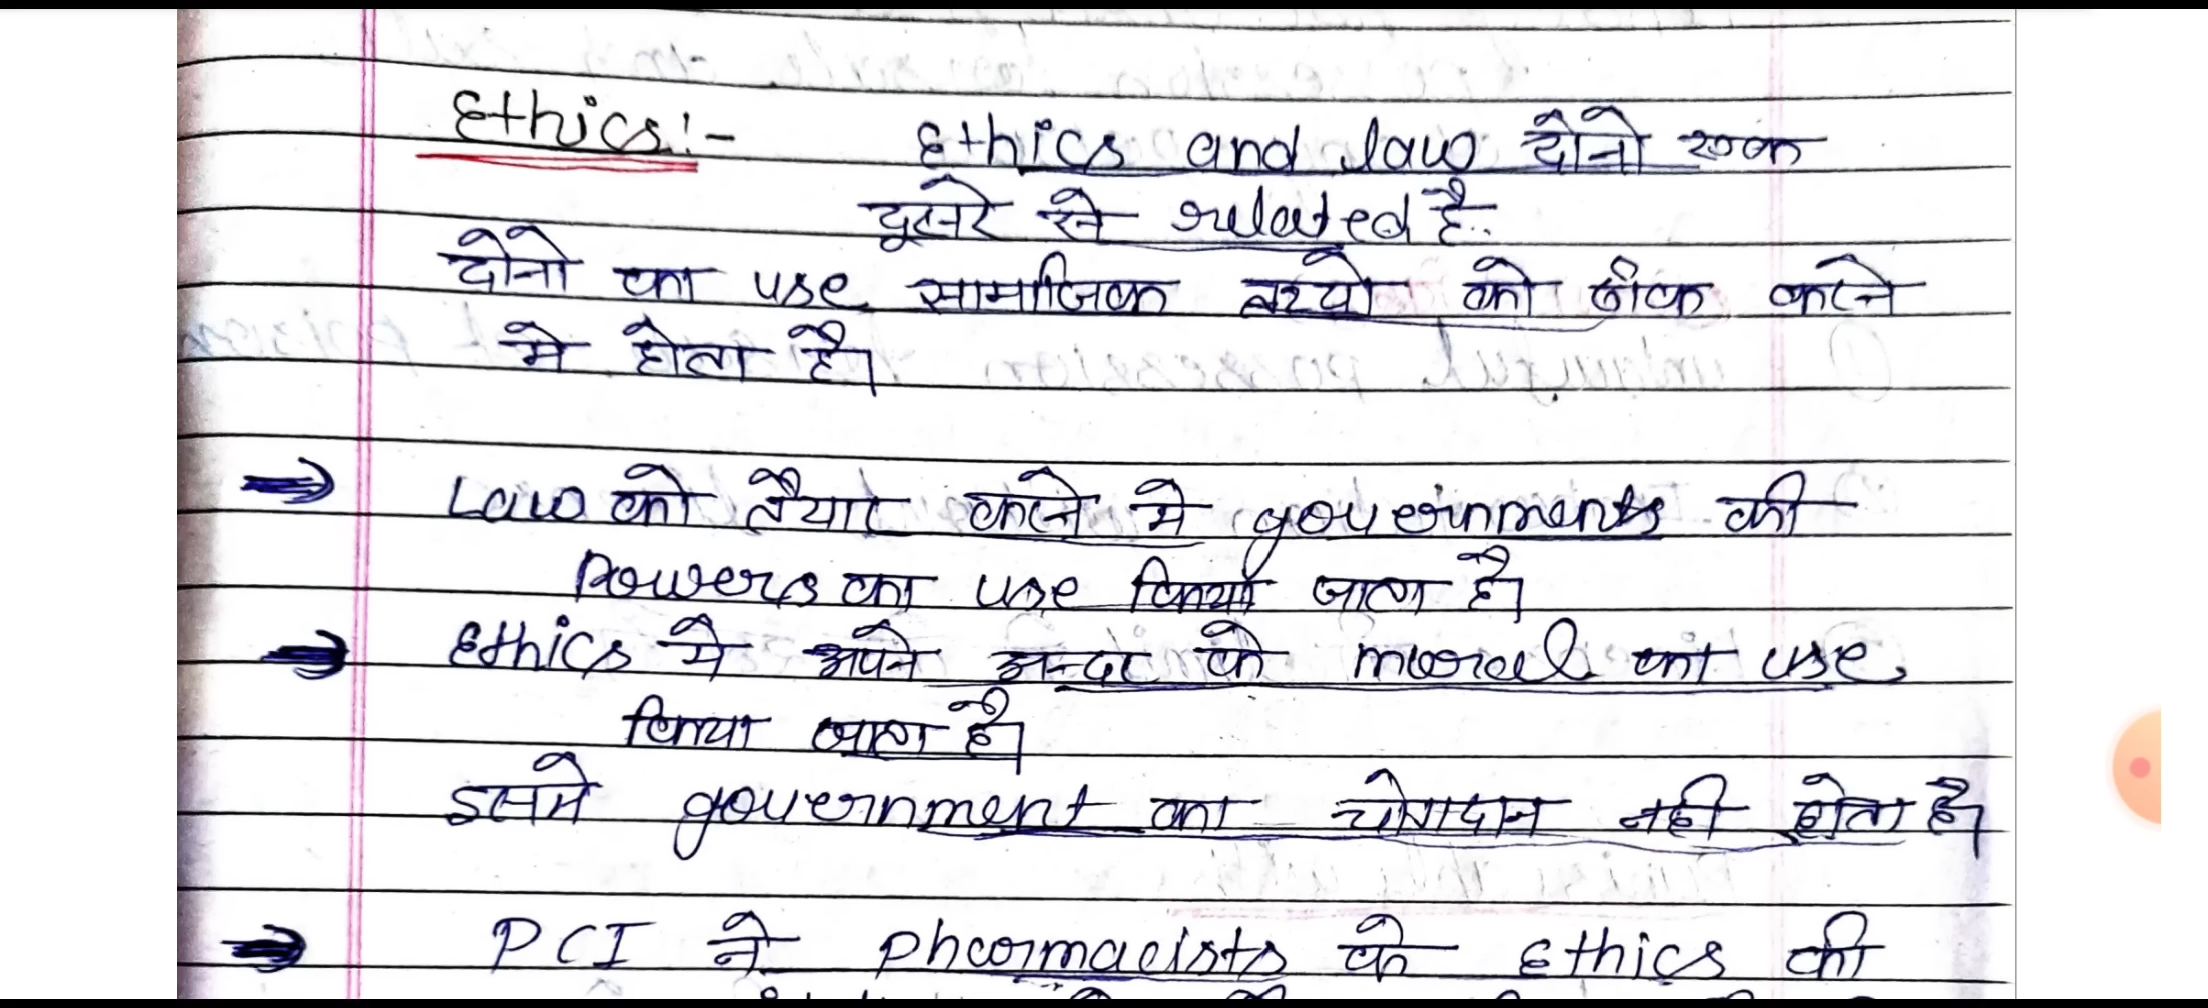 Ethics:- Ethics and law दोनो एक
दूसरे से related है.
दोनो का use सामाजिक तथ्यो को ठीक करने
मे होता है।
Law को तैयार करने मे governments की
Powers का use किया जाता है।
Ethics मे अपने अन्दर के moral का use
किया जाता है।
इसमे government का योगदान नही होता है।
PCI ने pharmacists के Ethics की